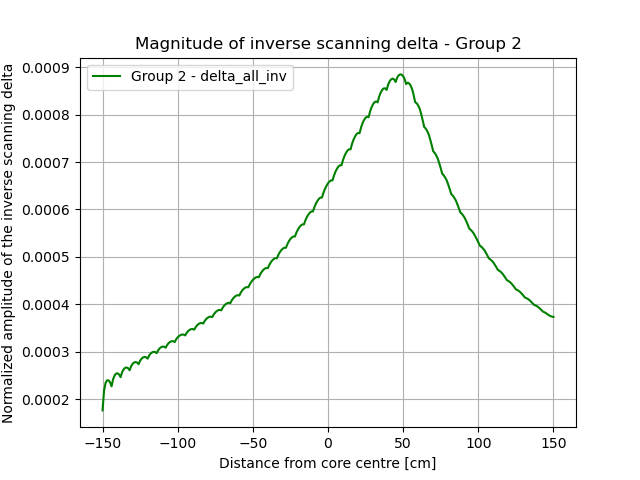 Magnitude of inverse scanning delta - Group 2
Group 2 - delta_all_inv
Normalized amplitude of the inverse scanning delta
0.0009
0.0008
0.0007
0.0006
0.0005
0.0004
0.0003
0.0002
−150 −100 −50 0 50 100 150
Distance from core centre [cm]